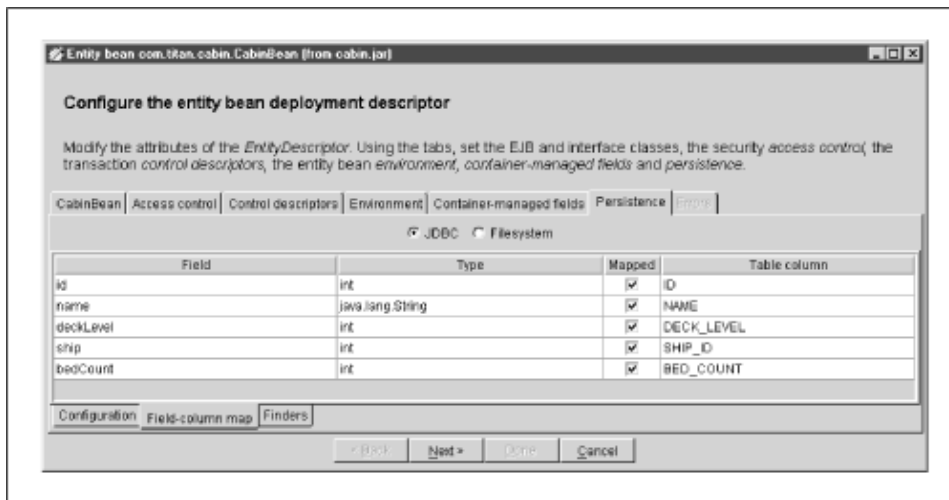 Entity bean com.titan.cabin.CabinBean (from cabin.jar)
Configure the entity bean deployment descriptor
Modify the attributes of the EntityDescriptor. Using the tabs, set the EJB and interface classes, the security access control, the
transaction control descriptors, the entity bean environment, container-managed fields and persistence.
CabinBean Access control Control descriptors Environment Container-managed fields Persistence Errors
JDBC Filesystem
Field Type Mapped Table column
id int ID
name java.lang.String NAME
deckLevel int DECK_LEVEL
ship int SHIP_ID
bedCount int BED_COUNT
Configuration Field-column map Finders
< Back Next > Done Cancel